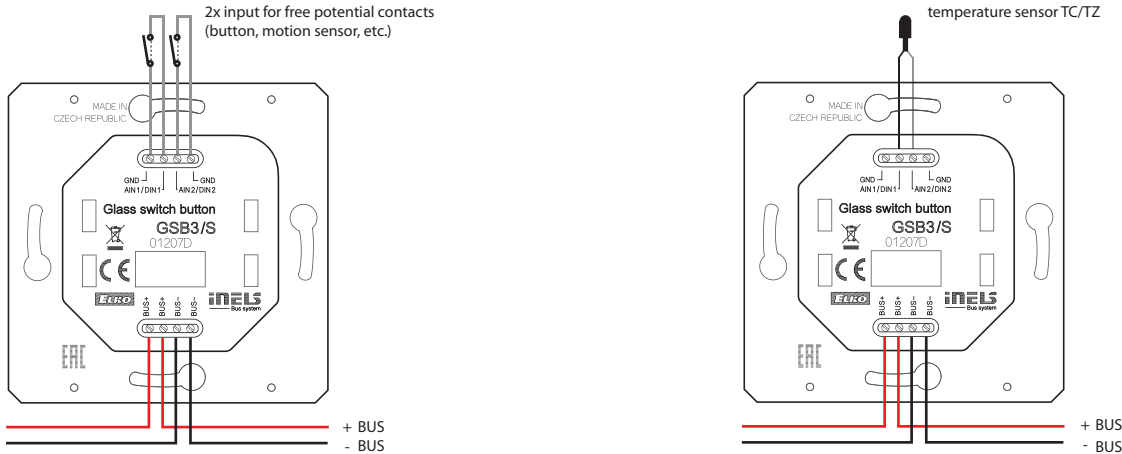 2x input for free potential contacts
(button, motion sensor, etc.)
MADE IN
CZECH REPUBLIC
GND
GND
AIN1/DIN1
AIN2/DIN2
Glass switch button
GSB3/S
01207D
CE
ELKO
iNELS
Bus system
BUS+
BUS+
BUS-
BUS-
EAC
+ BUS
- BUS
temperature sensor TC/TZ
MADE IN
CZECH REPUBLIC
GND
GND
AIN1/DIN1
AIN2/DIN2
Glass switch button
GSB3/S
01207D
CE
ELKO
iNELS
Bus system
BUS+
BUS+
BUS-
BUS-
EAC
+ BUS
- BUS